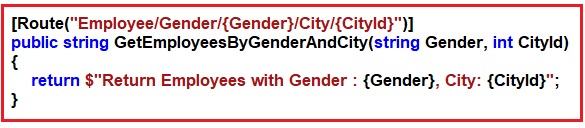 [Route("Employee/Gender/{Gender}/City/{CityId}")]
public string GetEmployeesByGenderAndCity(string Gender, int CityId)
{
return $"Return Employees with Gender : {Gender}, City: {CityId}";
}